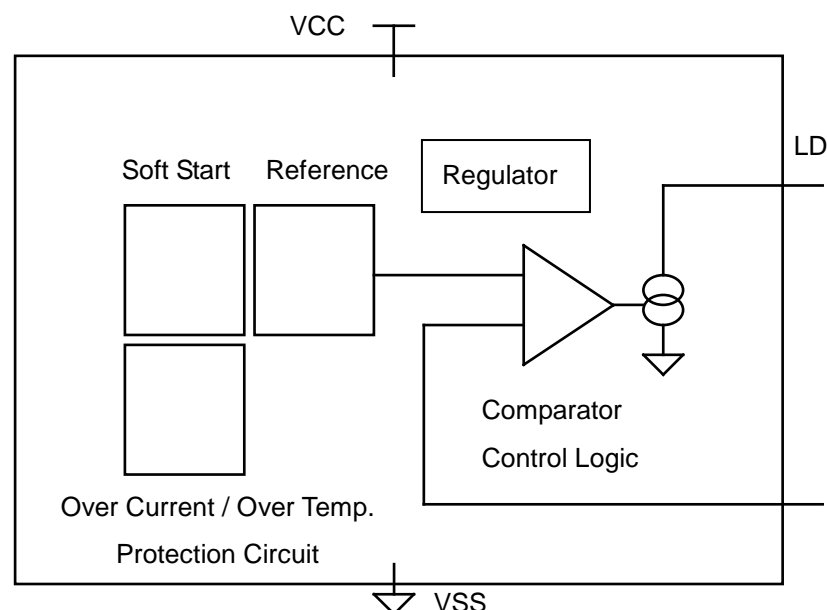 VCC
LD
Soft Start
Reference
Regulator
Comparator
Control Logic
Over Current / Over Temp.
Protection Circuit
VSS